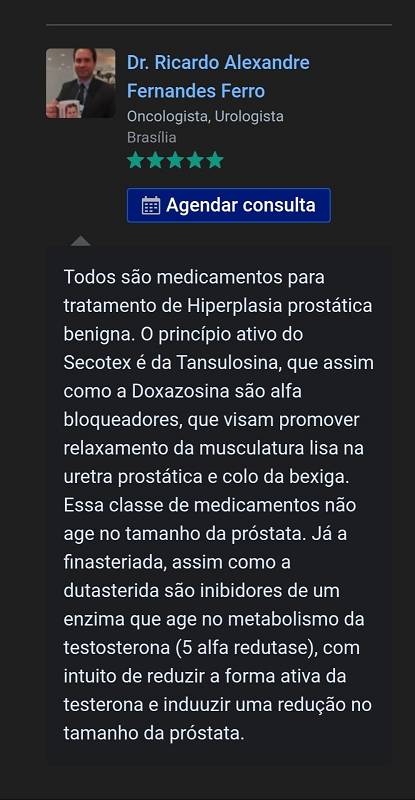 Dr. Ricardo Alexandre
Fernandes Ferro
Oncologista, Urologista
Brasília
Agendar consulta
Todos são medicamentos para
tratamento de Hiperplasia prostática
benigna. O princípio ativo do
Secotex é da Tansulosina, que assim
como a Doxazosina são alfa
bloqueadores, que visam promover
relaxamento da musculatura lisa na
uretra prostática e colo da bexiga.
Essa classe de medicamentos não
age no tamanho da próstata. Já a
finasteriada, assim como a
dutasterida são inibidores de um
enzima que age no metabolismo da
testosterona (5 alfa redutase), com
intuito de reduzir a forma ativa da
testerona e induuzir uma redução no
tamanho da próstata.